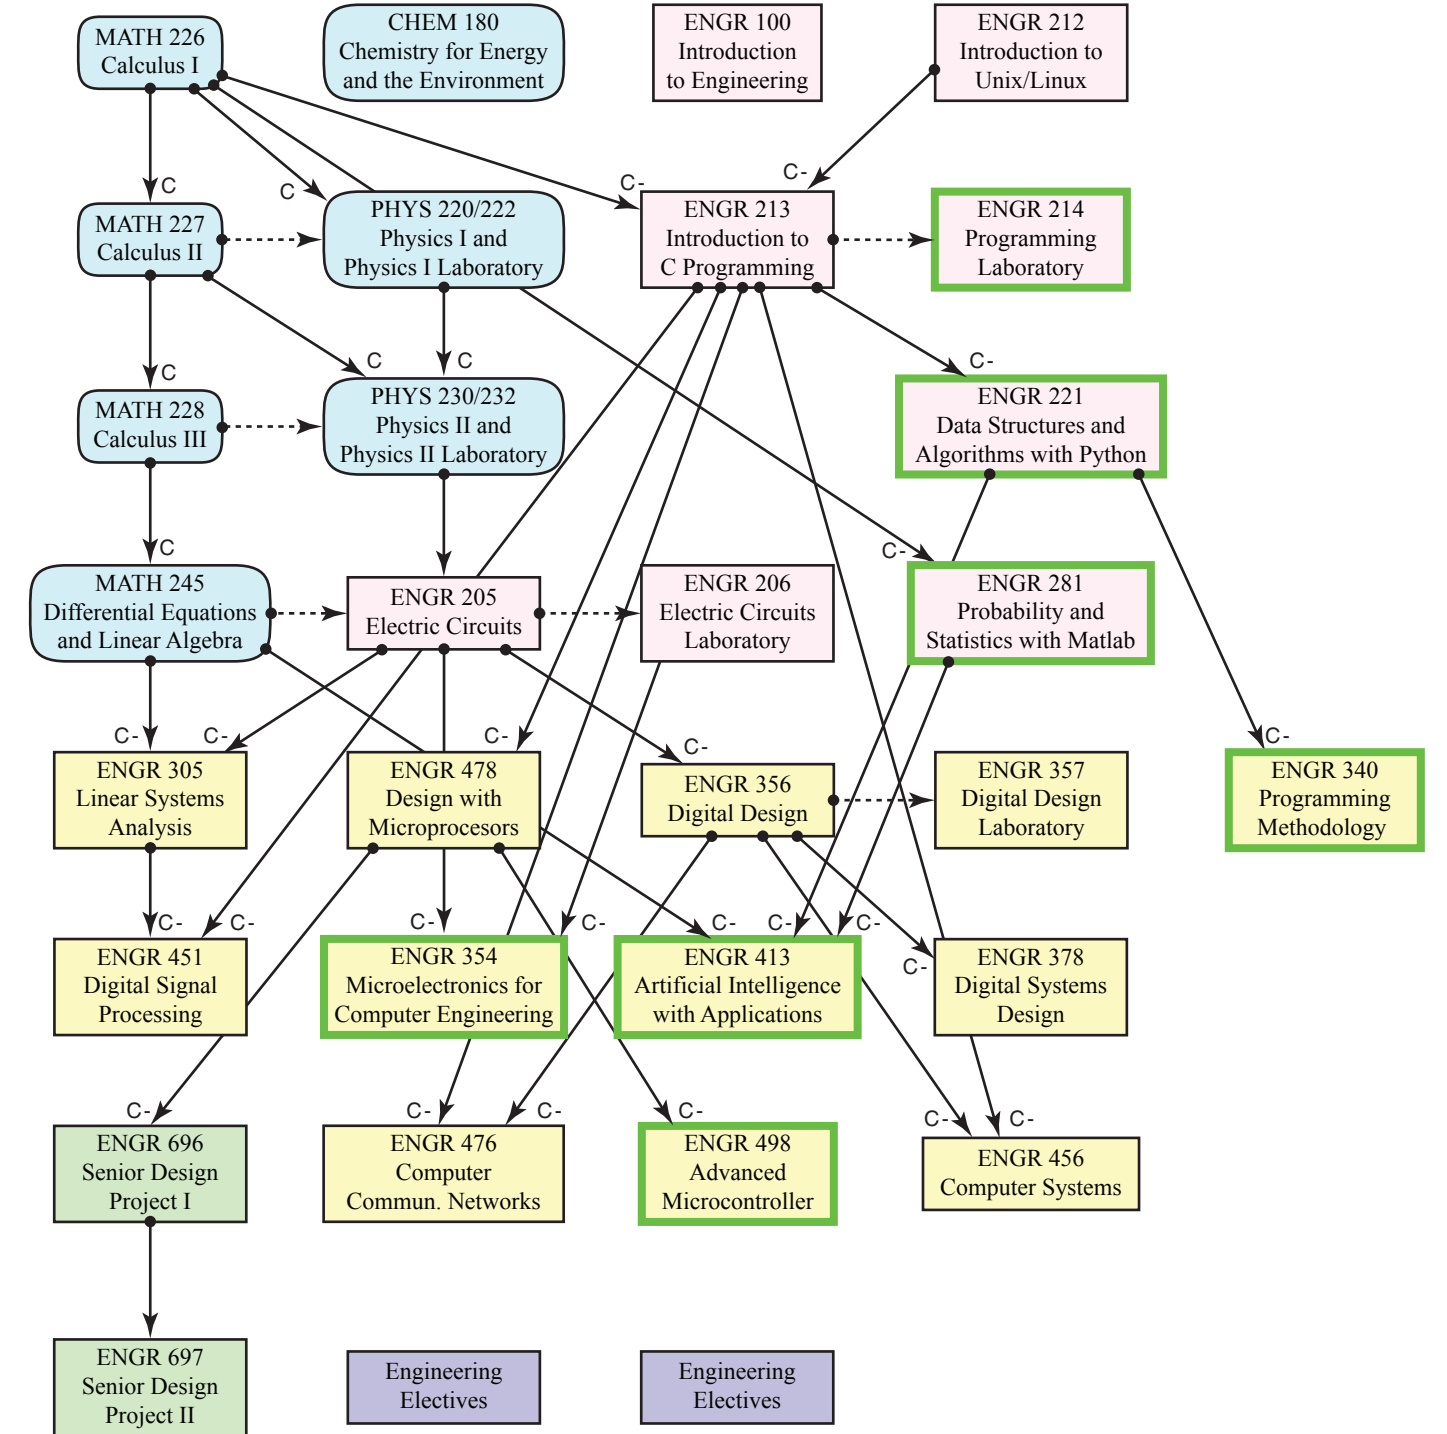 MATH 226
Calculus I
CHEM 180
Chemistry for Energy
and the Environment
ENGR 100
Introduction
to Engineering
ENGR 212
Introduction to
Unix/Linux
C
C
C-
C-
MATH 227
Calculus II
PHYS 220/222
Physics I and
Physics I Laboratory
ENGR 213
Introduction to
C Programming
ENGR 214
Programming
Laboratory
C
C
C
C-
MATH 228
Calculus III
PHYS 230/232
Physics II and
Physics II Laboratory
ENGR 221
Data Structures and
Algorithms with Python
C
C-
MATH 245
Differential Equations
and Linear Algebra
ENGR 205
Electric Circuits
ENGR 206
Electric Circuits
Laboratory
ENGR 281
Probability and
Statistics with Matlab
C-
C-
C-
C-
C-
ENGR 305
Linear Systems
Analysis
ENGR 478
Design with
Microprocesors
ENGR 356
Digital Design
ENGR 357
Digital Design
Laboratory
ENGR 340
Programming
Methodology
C-
C-
C-
C-
C-
C-
C-
C-
ENGR 451
Digital Signal
Processing
ENGR 354
Microelectronics for
Computer Engineering
ENGR 413
Artificial Intelligence
with Applications
ENGR 378
Digital Systems
Design
C-
C-
C-
C-
C-
C-
ENGR 696
Senior Design
Project I
ENGR 476
Computer
Commun. Networks
ENGR 498
Advanced
Microcontroller
ENGR 456
Computer Systems
ENGR 697
Senior Design
Project II
Engineering
Electives
Engineering
Electives